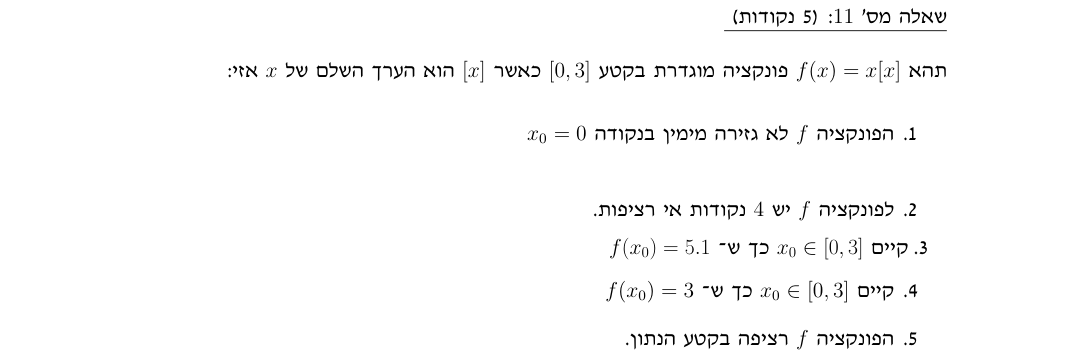 שאלה מס' 11: (5 נקודות)
תהא f(x) = x[x] פונקציה מוגדרת בקטע [0, 3] כאשר [x] הוא הערך השלם של x אזי:
1. הפונקציה f לא גזירה מימין בנקודה x₀ = 0
2. לפונקציה f יש 4 נקודות אי רציפות.
3. קיים x₀ ∈ [0, 3] כך ש־ f(x₀) = 5.1
4. קיים x₀ ∈ [0, 3] כך ש־ f(x₀) = 3
5. הפונקציה f רציפה בקטע הנתון.